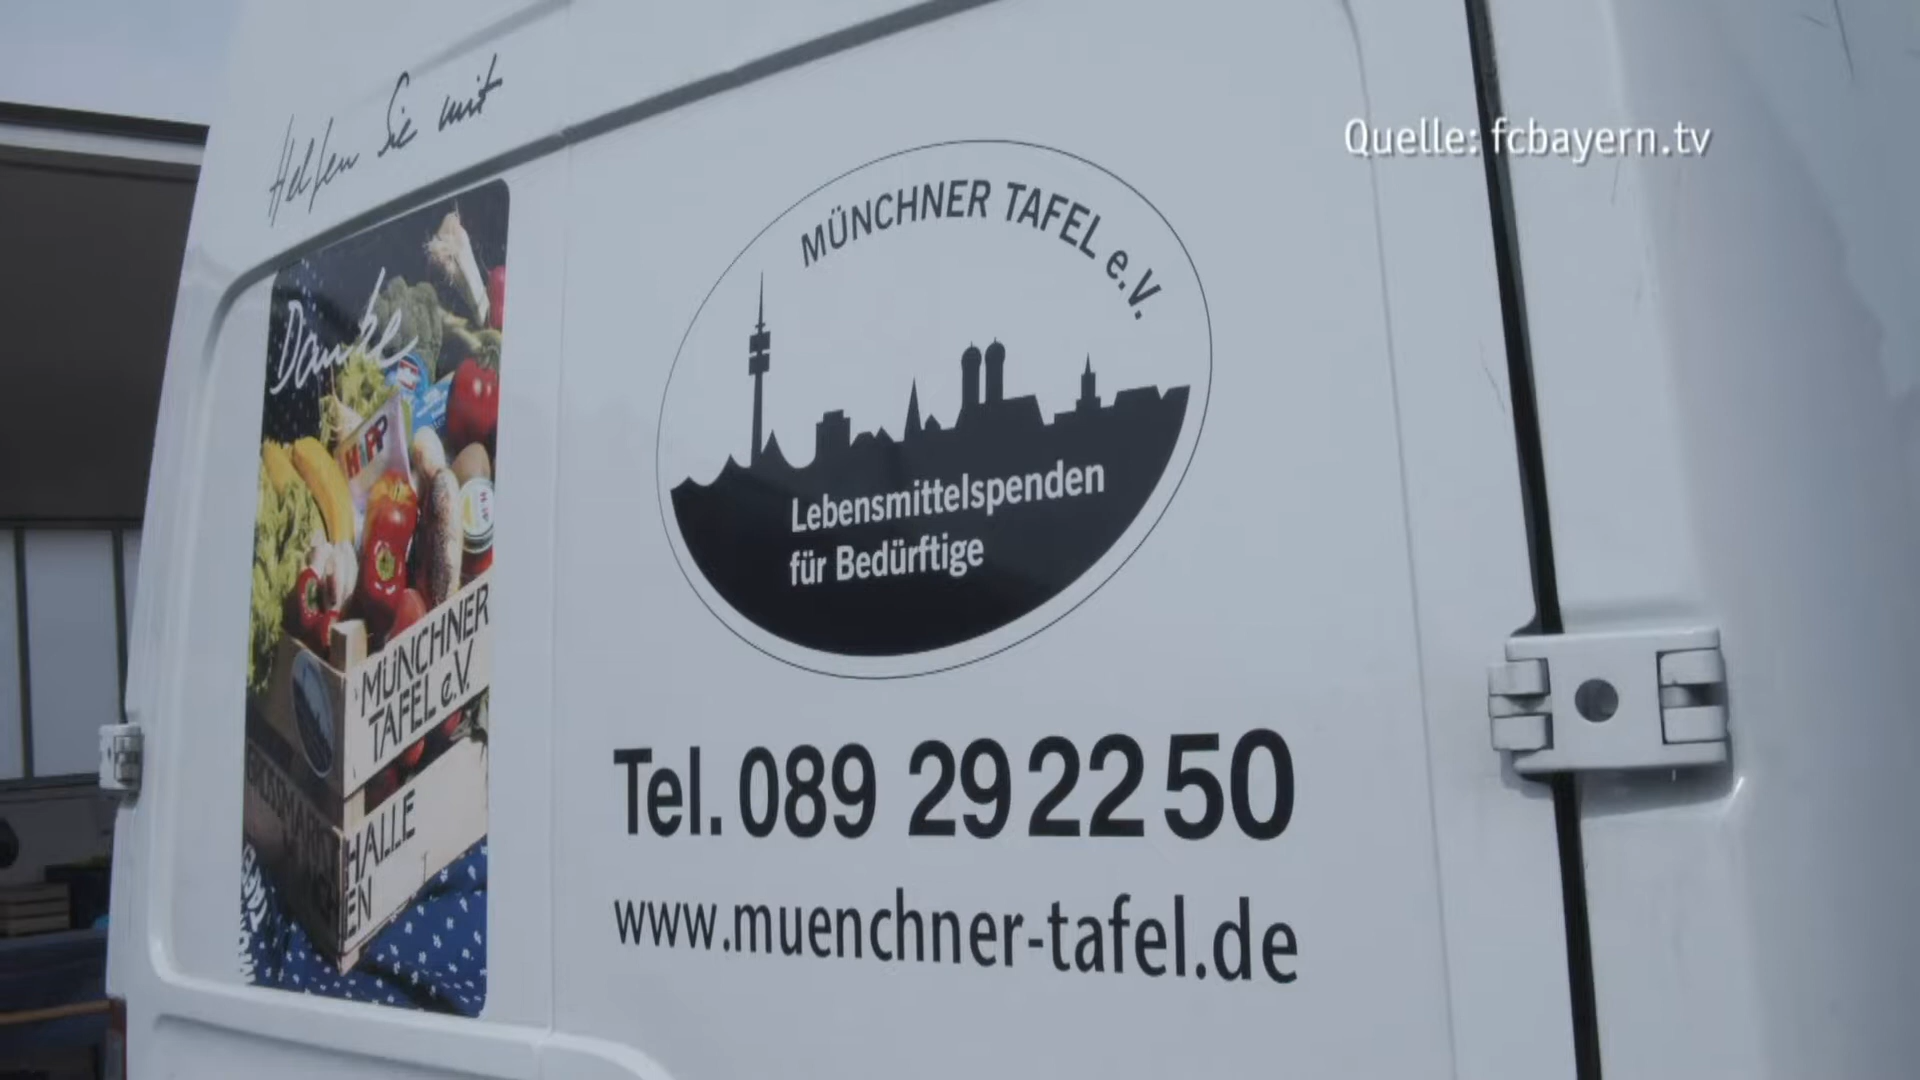 Helfen Sie mit
Quelle: fcbayern.tv
MÜNCHNER TAFEL e.V.
Danke
HiPP
Lebensmittelspenden
für Bedürftige
MÜNCHNER
TAFEL e.V.
HALLE
EN
Tel. 089 29 22 50
www.muenchner-tafel.de